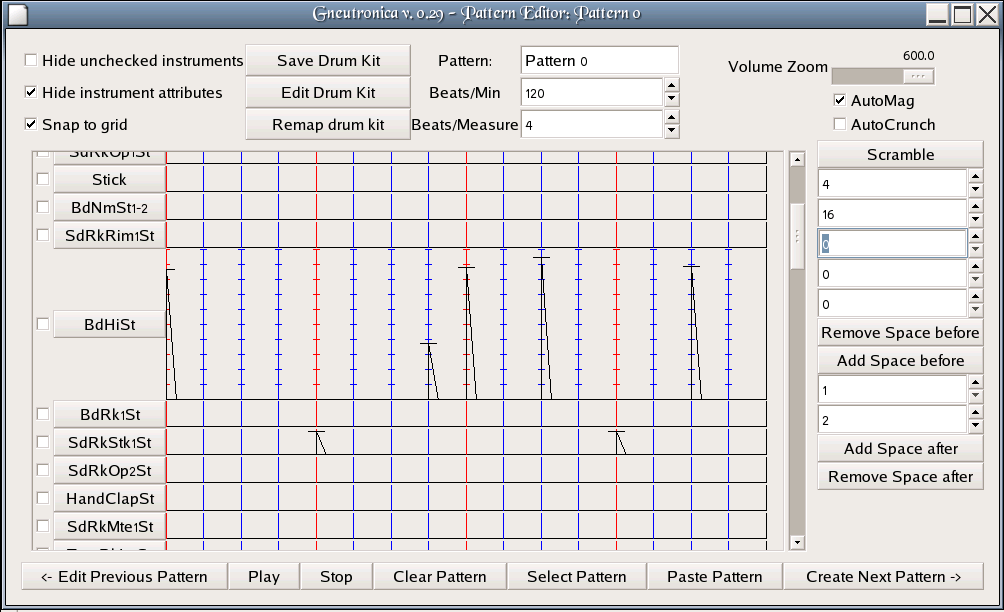 Gneutronica v. 0.29 - Pattern Editor: Pattern 0
Hide unchecked instruments
Save Drum Kit
Pattern:
Pattern 0
Volume Zoom
600.0
Hide instrument attributes
Edit Drum Kit
Beats/Min
120
AutoMag
Snap to grid
Remap drum kit
Beats/Measure
4
AutoCrunch
Scramble
4
16
0
0
0
Remove Space before
Add Space before
1
2
Add Space after
Remove Space after
SdRkOp1St
Stick
BdNmSt1-2
SdRkRim1St
BdHiSt
BdRk1St
SdRkStk1St
SdRkOp2St
HandClapSt
SdRkMte1St
<- Edit Previous Pattern
Play
Stop
Clear Pattern
Select Pattern
Paste Pattern
Create Next Pattern ->